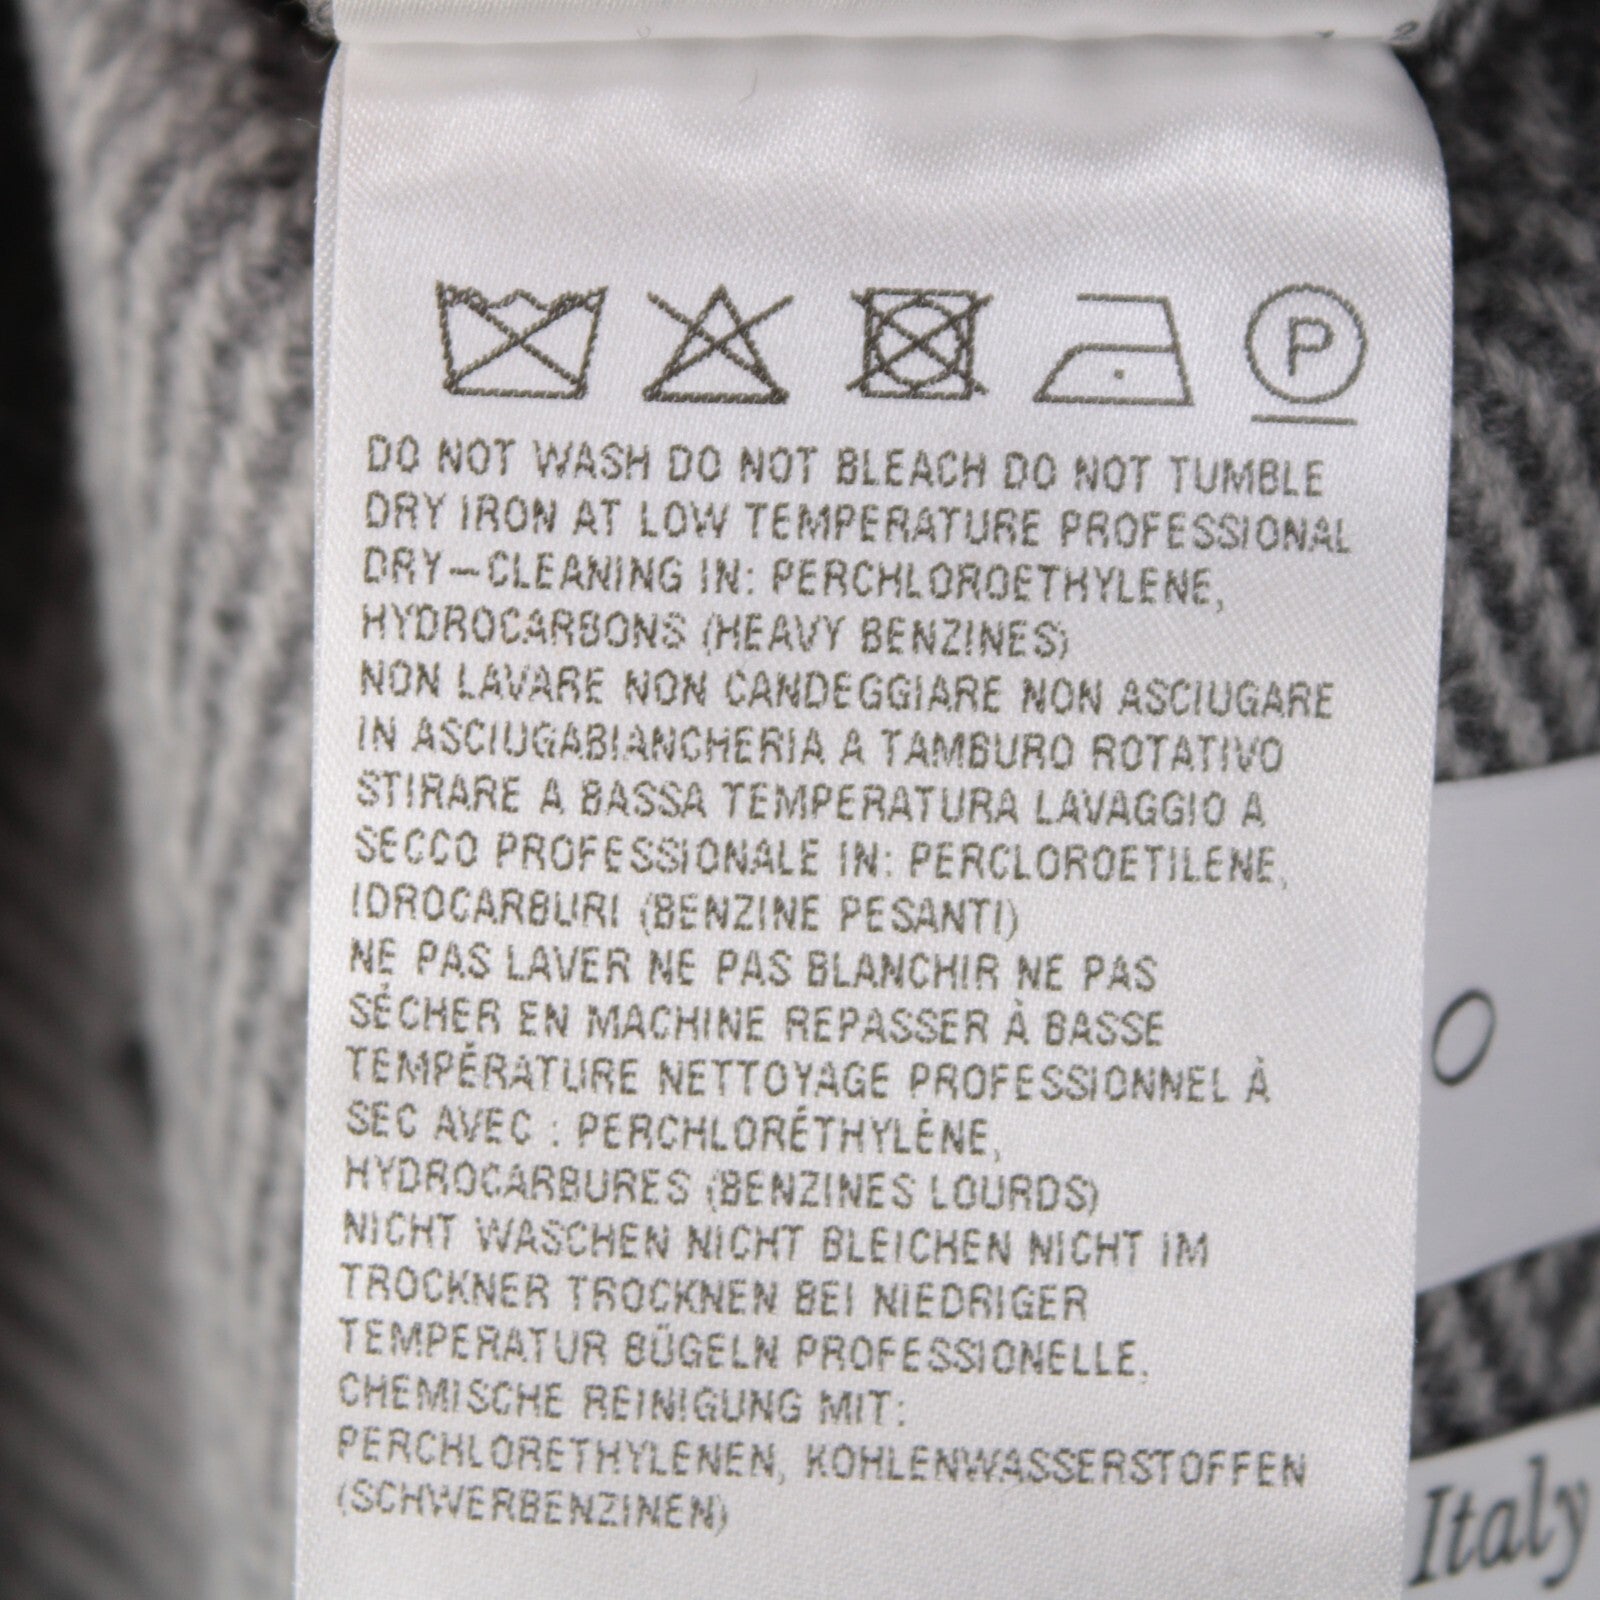 P
DO NOT WASH DO NOT BLEACH DO NOT TUMBLE
DRY IRON AT LOW TEMPERATURE PROFESSIONAL
DRY-CLEANING IN: PERCHLOROETHYLENE,
HYDROCARBONS (HEAVY BENZINES)
NON LAVARE NON CANDEGGIARE NON ASCIUGARE
IN ASCIUGABIANCHERIA A TAMBURO ROTATIVO
STIRARE A BASSA TEMPERATURA LAVAGGIO A
SECCO PROFESSIONALE IN: PERCLOROETILENE,
IDROCARBURI (BENZINE PESANTI)
NE PAS LAVER NE PAS BLANCHIR NE PAS
SÉCHER EN MACHINE REPASSER À BASSE
TEMPÉRATURE NETTOYAGE PROFESSIONNEL À
SEC AVEC : PERCHLORÉTHYLÈNE,
HYDROCARBURES (BENZINES LOURDS)
NICHT WASCHEN NICHT BLEICHEN NICHT IM
TROCKNER TROCKNEN BEI NIEDRIGER
TEMPERATUR BÜGELN PROFESSIONELLE.
CHEMISCHE REINIGUNG MIT:
PERCHLORETHYLENEN, KOHLENWASSERSTOFFEN
(SCHWERBENZINEN)
O
Italy